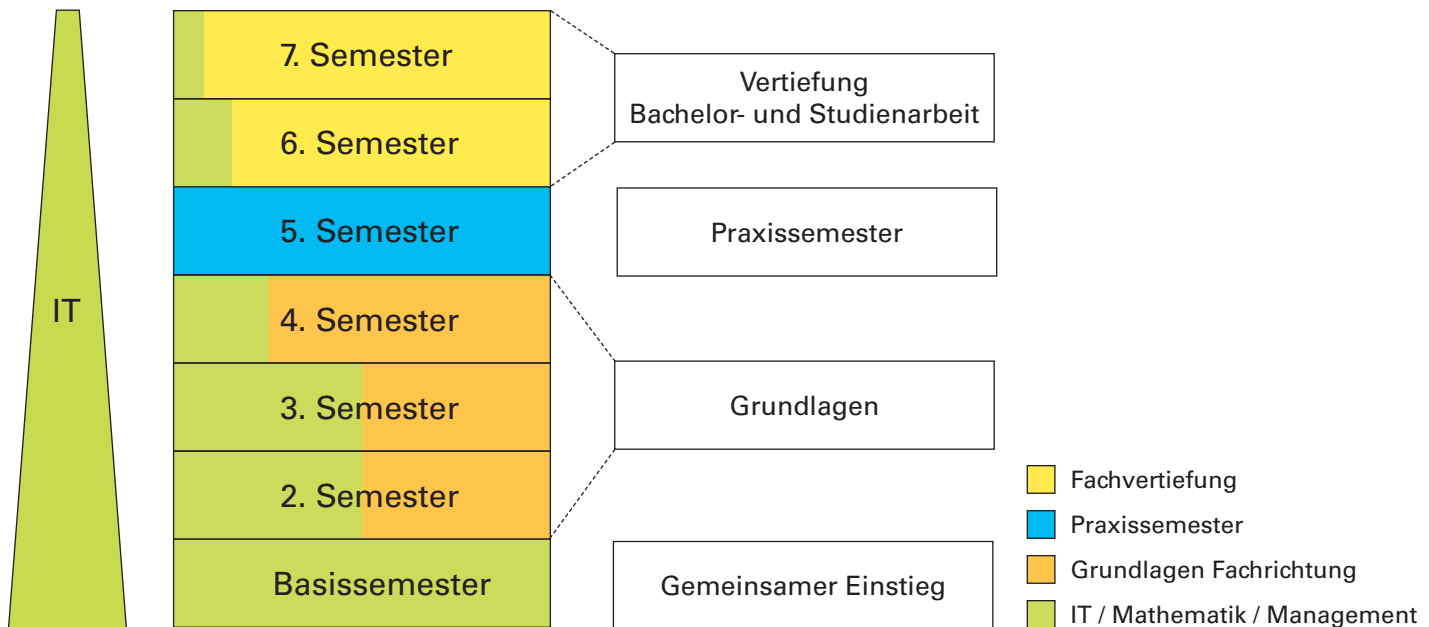 IT
7. Semester
6. Semester
5. Semester
4. Semester
3. Semester
2. Semester
Basissemester
Vertiefung
Bachelor- und Studienarbeit
Praxissemester
Grundlagen
Gemeinsamer Einstieg
Fachvertiefung
Praxissemester
Grundlagen Fachrichtung
IT / Mathematik / Management